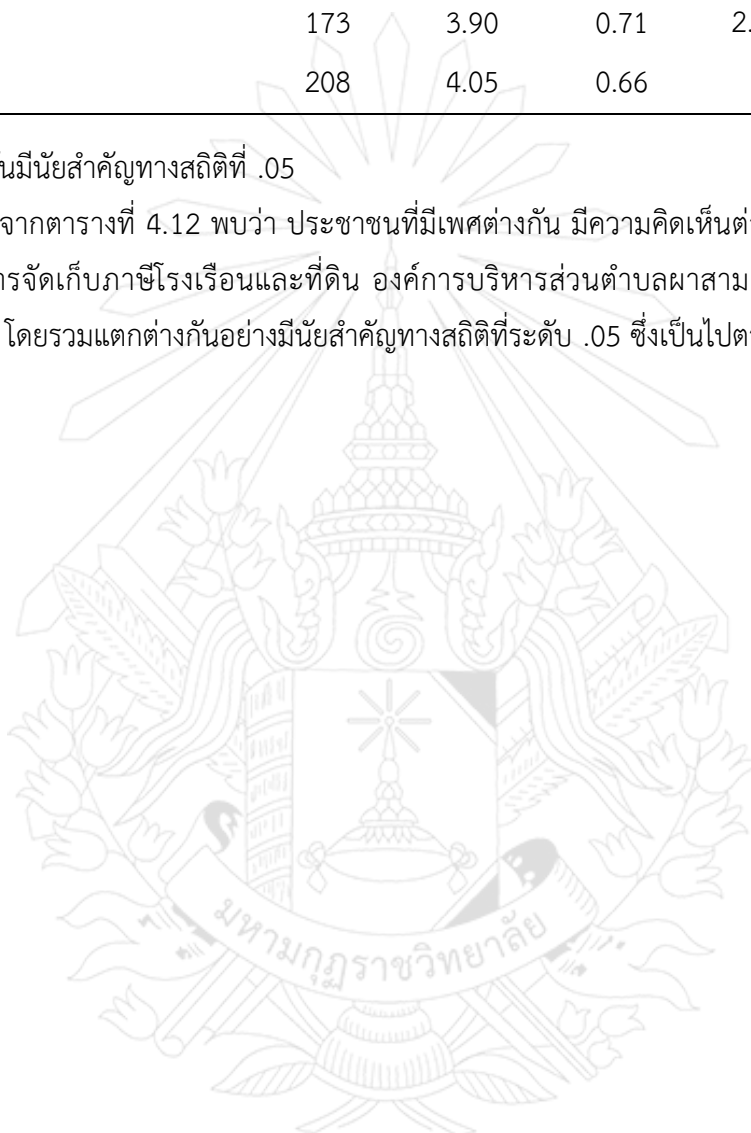 173 3.90 0.71 2.
208 4.05 0.66
นมีนัยสำคัญทางสถิติที่ .05
จากตารางที่ 4.12 พบว่า ประชาชนที่มีเพศต่างกัน มีความคิดเห็นต่
ารจัดเก็บภาษีโรงเรือนและที่ดิน องค์การบริหารส่วนตำบลผาสาม
โดยรวมแตกต่างกันอย่างมีนัยสำคัญทางสถิติที่ระดับ .05 ซึ่งเป็นไปต
มหามกุฏราชวิทยาลัย